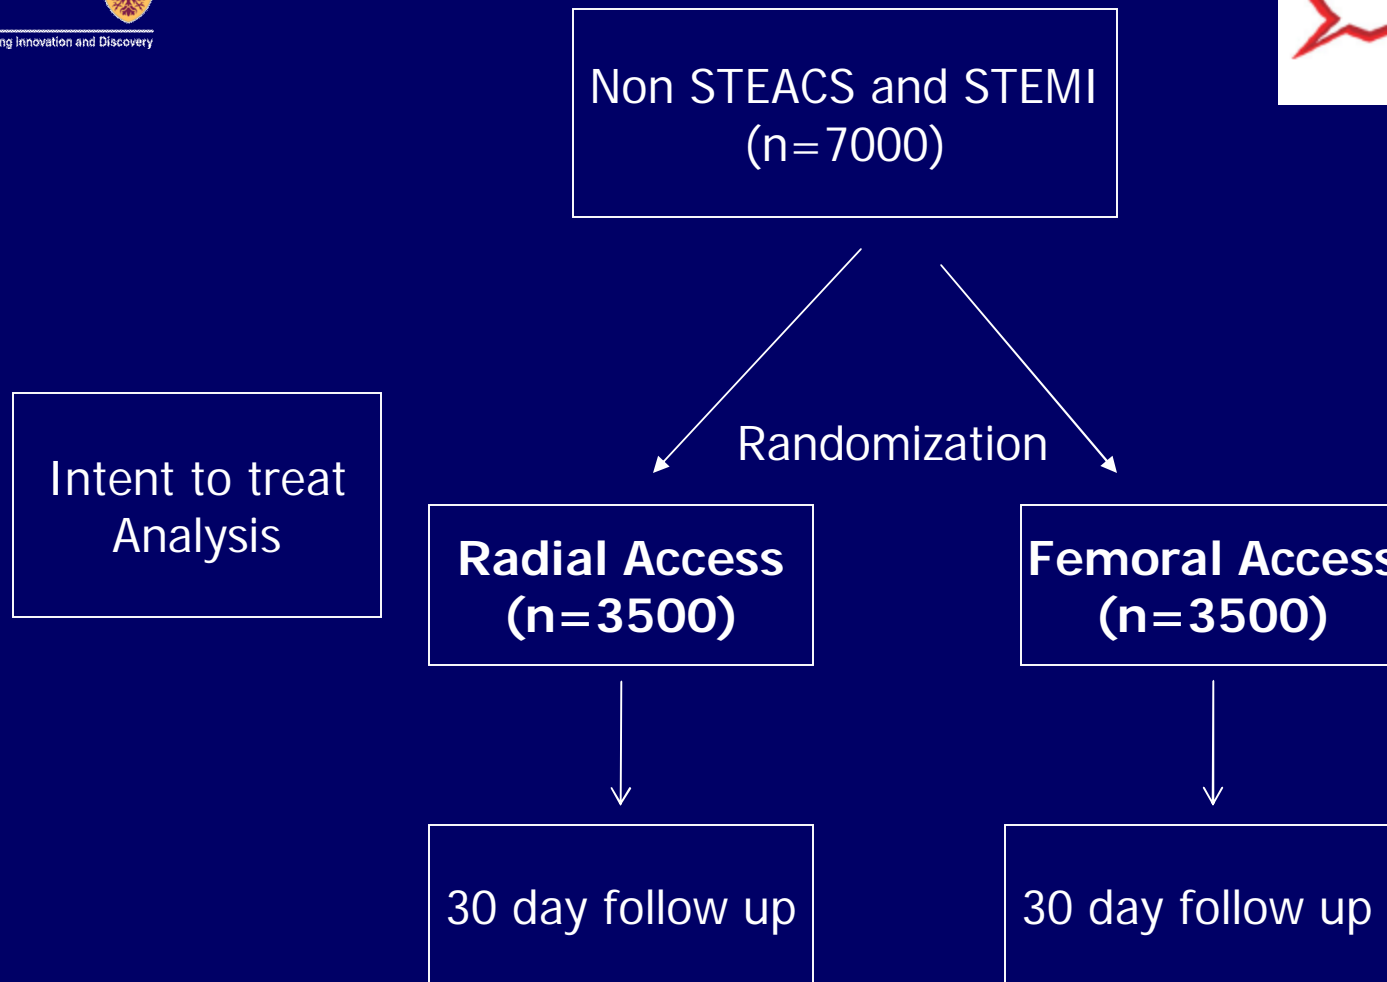 ng Innovation and Discovery
Non STEACS and STEMI
(n=7000)
Randomization
Intent to treat
Analysis
Radial Access
(n=3500)
Femoral Access
(n=3500)
30 day follow up
30 day follow up